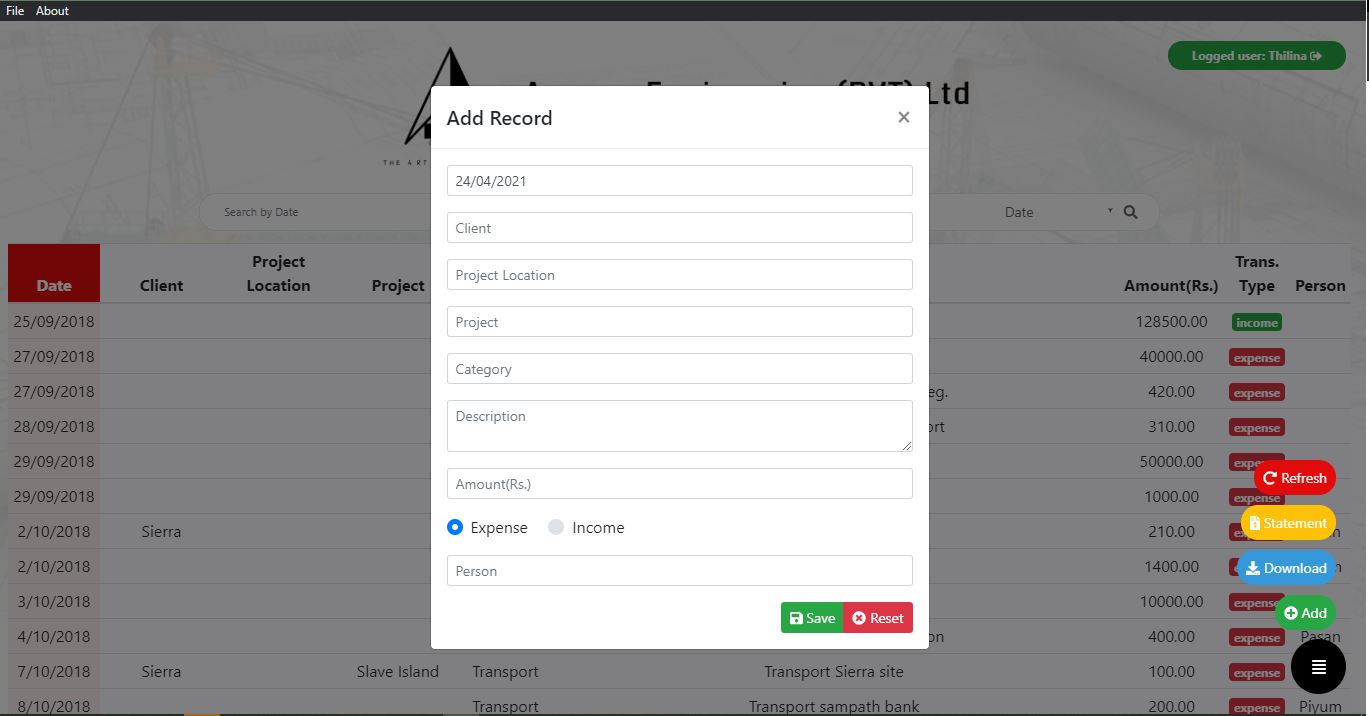 File About
Logged user: Thilina
Ltd
THE ART
Add Record ×
24/04/2021
Client
Project Location
Project
Category
Description
Amount(Rs.)
Expense Income
Person
Save Reset
Search by Date Date
Date Client Project Location Project Amount(Rs.) Trans. Type Person
25/09/2018 128500.00 income
27/09/2018 40000.00 expense
27/09/2018 eg. 420.00 expense
28/09/2018 ort 310.00 expense
29/09/2018 50000.00
29/09/2018 1000.00 expense
2/10/2018 Sierra 210.00
2/10/2018 1400.00
3/10/2018 10000.00 expense
4/10/2018 on 400.00 expense Pasan
7/10/2018 Sierra Slave Island Transport Transport Sierra site 100.00 expense
8/10/2018 Transport Transport sampath bank 200.00 expense Piyum
Refresh
Statement
Download
Add